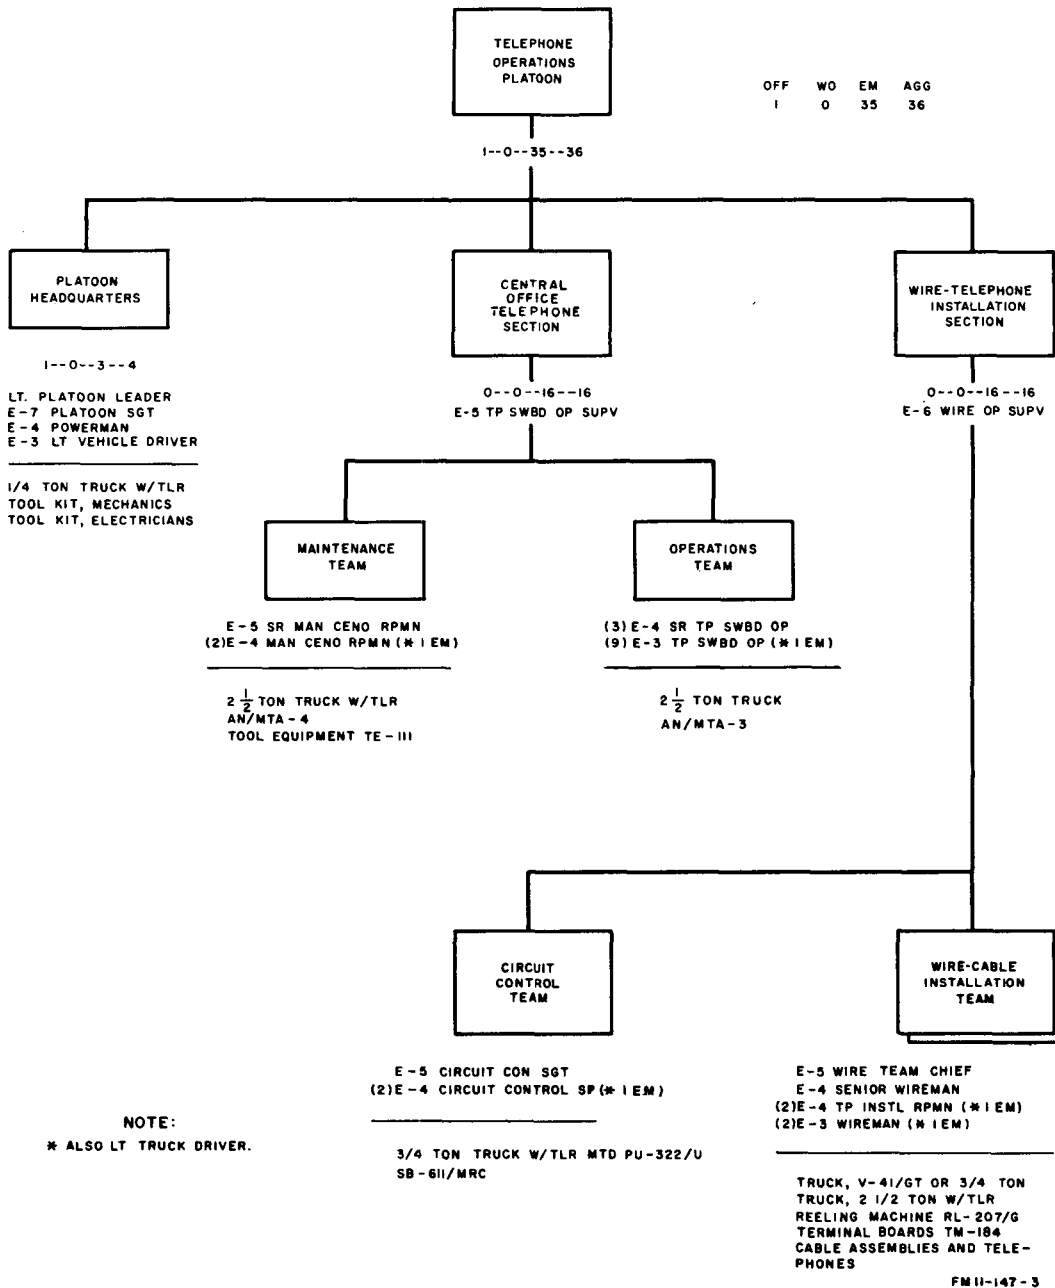 TELEPHONE
OPERATIONS
PLATOON
OFF WO EM AGG
1 0 35 36
1--0--35--36
PLATOON
HEADQUARTERS
CENTRAL
OFFICE
TELEPHONE
SECTION
WIRE-TELEPHONE
INSTALLATION
SECTION
1--0--3--4
LT. PLATOON LEADER
E-7 PLATOON SGT
E-4 POWERMAN
E-3 LT VEHICLE DRIVER
1/4 TON TRUCK W/TLR
TOOL KIT, MECHANICS
TOOL KIT, ELECTRICIANS
0--0--16--16
E-5 TP SWBD OP SUPV
0--0--16--16
E-6 WIRE OP SUPV
MAINTENANCE
TEAM
OPERATIONS
TEAM
E-5 SR MAN CENO RPMN
(2)E-4 MAN CENO RPMN (* 1 EM)
2 1/2 TON TRUCK W/TLR
AN/MTA-4
TOOL EQUIPMENT TE-111
(3)E-4 SR TP SWBD OP
(9)E-3 TP SWBD OP (* 1 EM)
2 1/2 TON TRUCK
AN/MTA-3
CIRCUIT
CONTROL
TEAM
WIRE-CABLE
INSTALLATION
TEAM
E-5 CIRCUIT CON SGT
(2)E-4 CIRCUIT CONTROL SP (* 1 EM)
3/4 TON TRUCK W/TLR MTD PU-322/U
SB-611/MRC
E-5 WIRE TEAM CHIEF
E-4 SENIOR WIREMAN
(2)E-4 TP INSTL RPMN (* 1 EM)
(2)E-3 WIREMAN (* 1 EM)
TRUCK, V-41/GT OR 3/4 TON
TRUCK, 2 1/2 TON W/TLR
REELING MACHINE RL-207/G
TERMINAL BOARDS TM-184
CABLE ASSEMBLIES AND TELE-
PHONES
NOTE:
* ALSO LT TRUCK DRIVER.
FM11-147-3